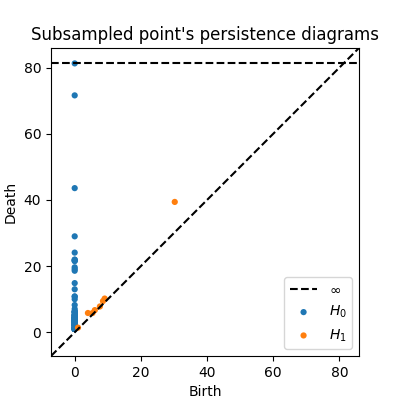 Subsampled point's persistence diagrams
80
60
40
20
0
Death
0 20 40 60 80
Birth
∞
H₀
H₁